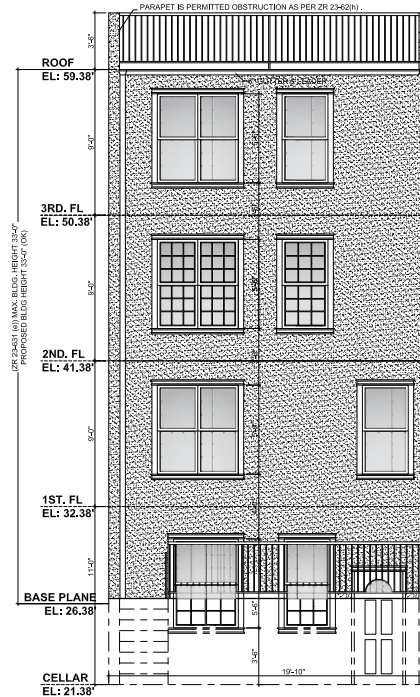 PARAPET IS PERMITTED OBSTRUCTION AS PER ZR 23-62(h) .
3'-6"
ROOF
EL: 59.38'
GUTTER & LEADER
9'-0"
3RD. FL
EL: 50.38'
(ZR 23-631 (e)) MAX. BLDG. HEIGHT 33'-0"
PROPOSED BLDG HEIGHT 33'-0" (OK)
9'-0"
2ND. FL
EL: 41.38'
9'-0"
1ST. FL
EL: 32.38'
11'-0"
BASE PLANE
EL: 26.38'
5'-6"
3'-6"
19'-10"
CELLAR
EL: 21.38'